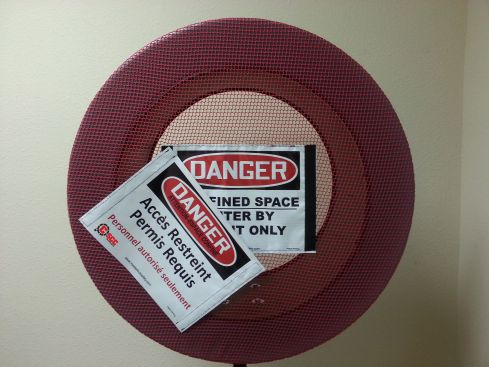 DANGER
FINED SPACE
TER BY
T ONLY
DANGER
Accès Restreint
Permis Requis
Personnel autorisé seulement